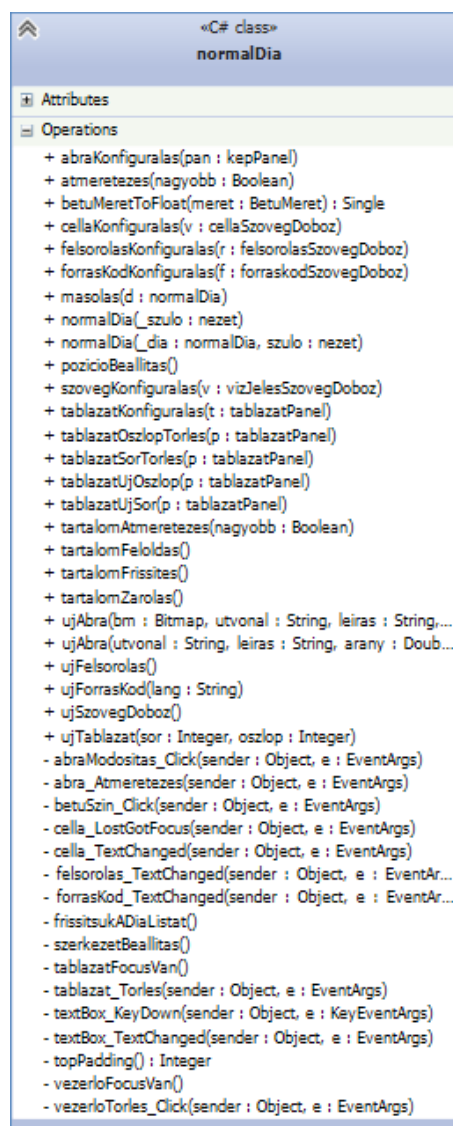 «C# class»
normalDia
Attributes
Operations
+ abraKonfiguralas(pan : kepPanel)
+ atmeretezes(nagyobb : Boolean)
+ betuMeretToFloat(meret : BetuMeret) : Single
+ cellaKonfiguralas(v : cellaSzovegDoboz)
+ felsorolasKonfiguralas(r : felsorolasSzovegDoboz)
+ forrasKodKonfiguralas(f : forraskodSzovegDoboz)
+ masolas(d : normalDia)
+ normalDia(_szulo : nezet)
+ normalDia(_dia : normalDia, szulo : nezet)
+ pozicioBeallitas()
+ szovegKonfiguralas(v : vizJelesSzovegDoboz)
+ tablazatKonfiguralas(t : tablazatPanel)
+ tablazatOszlopTorles(p : tablazatPanel)
+ tablazatSorTorles(p : tablazatPanel)
+ tablazatUjOszlop(p : tablazatPanel)
+ tablazatUjSor(p : tablazatPanel)
+ tartalomAtmeretezes(nagyobb : Boolean)
+ tartalomFeloldas()
+ tartalomFrissites()
+ tartalomZarolas()
+ ujAbra(bm : Bitmap, utvonal : String, leiras : String,...
+ ujAbra(utvonal : String, leiras : String, arany : Doub...
+ ujFelsorolas()
+ ujForrasKod(lang : String)
+ ujSzovegDoboz()
+ ujTablazat(sor : Integer, oszlop : Integer)
- abraModositas_Click(sender : Object, e : EventArgs)
- abra_Atmeretezes(sender : Object, e : EventArgs)
- betuSzin_Click(sender : Object, e : EventArgs)
- cella_LostGotFocus(sender : Object, e : EventArgs)
- cella_TextChanged(sender : Object, e : EventArgs)
- felsorolas_TextChanged(sender : Object, e : EventAr...
- forrasKod_TextChanged(sender : Object, e : EventAr...
- frissitsukADiaListat()
- szerkezetBeallitas()
- tablazatFocusVan()
- tablazat_Torles(sender : Object, e : EventArgs)
- textBox_KeyDown(sender : Object, e : KeyEventArgs)
- textBox_TextChanged(sender : Object, e : EventArgs)
- topPadding() : Integer
- vezerloFocusVan()
- vezerloTorles_Click(sender : Object, e : EventArgs)